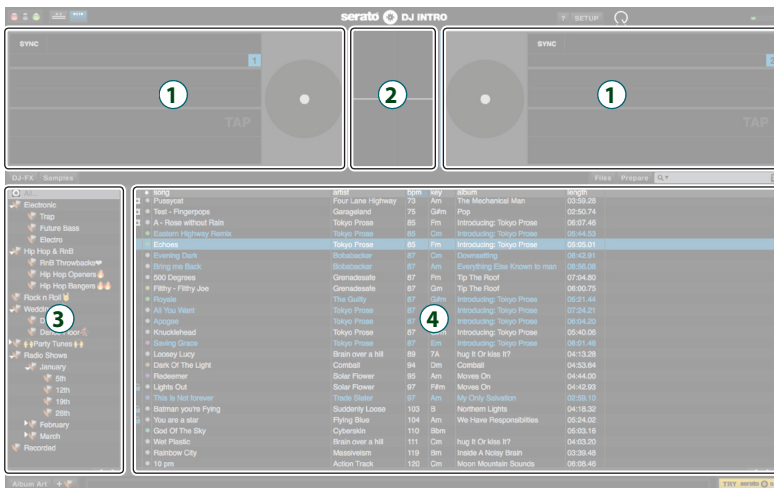 serato DJ INTRO ? SETUP
SYNC SYNC
1 2
1 2 1
TAP TAP
DJ-FX Samples Files Prepare Q
song artist bpm key album length
All...
Electronic
Trap
Future Bass
Electro
Hip Hop & RnB
RnB Throwbacks❤
Hip Hop Openers🔥
Hip Hop Bangers🔥🔥
Rock n Roll🤘
3
Party Tunes
Radio Shows
January
5th
12th
19th
25th
February
March
Recorded
Pussycat Four Lane Highway 73 Am The Mechanical Man 03:59.28
Test - Fingerpops Garageland 75 G#m Pop 02:50.74
A - Rose without Rain Tokyo Prose 85 Fm Introducing: Tokyo Prose 06:07.46
Eastern Highway Remix Tokyo Prose 85 Cm Introducing: Tokyo Prose 05:44.53
Echoes Tokyo Prose 85 Fm Introducing: Tokyo Prose 05:05.01
Evening Dark Bobabacker 87 Cm Downsetting 06:42.91
Bring me Back Bobabacker 87 Am Everything Else Known to man 06:56.08
500 Degrees Grenadesafe 87 Fm Tip The Roof 07:04.80
Filthy - Filthy Joe Grenadesafe 87 Gm Tip The Roof 06:00.75
Royale The Guilty 87 G#m Introducing: Tokyo Prose 05:21.44
All You Want Tokyo Prose 87 Introducing: Tokyo Prose 07:24.21
Apogee Tokyo Prose 87 Introducing: Tokyo Prose 06:04.20
4
Knucklehead Tokyo Prose 87 Introducing: Tokyo Prose 05:40.06
Saving Grace Tokyo Prose 87 Em Introducing: Tokyo Prose 06:01.46
Loosey Lucy Brain over a hill 89 7A hug It Or kiss It? 04:13.28
Dark Of The Light Comball 94 Dm Comball 04:53.64
Redeemer Solar Flower 95 Am Moves On 04:44.00
Lights Out Solar Flower 97 F#m Moves On 04:42.93
This Is Not forever Trade Slater 97 Am My Only Salvation 02:59.10
Batman you're Fying Suddenly Loose 103 B Northern Lights 04:18.32
You are a star Flying Blue 104 Am We Have Responsibilities 05:24.02
God Of The Sky Cyberskin 110 Bbm 05:03.16
Wet Plastic Brain over a hill 111 Cm hug It Or kiss It? 04:03.20
Rainbow City Massiveism 119 Bm Inside A Noisy Brain 03:39.46
10 pm Action Track 120 Cm Moon Mountain Sounds 06:08.46
Album Art + TRY serato